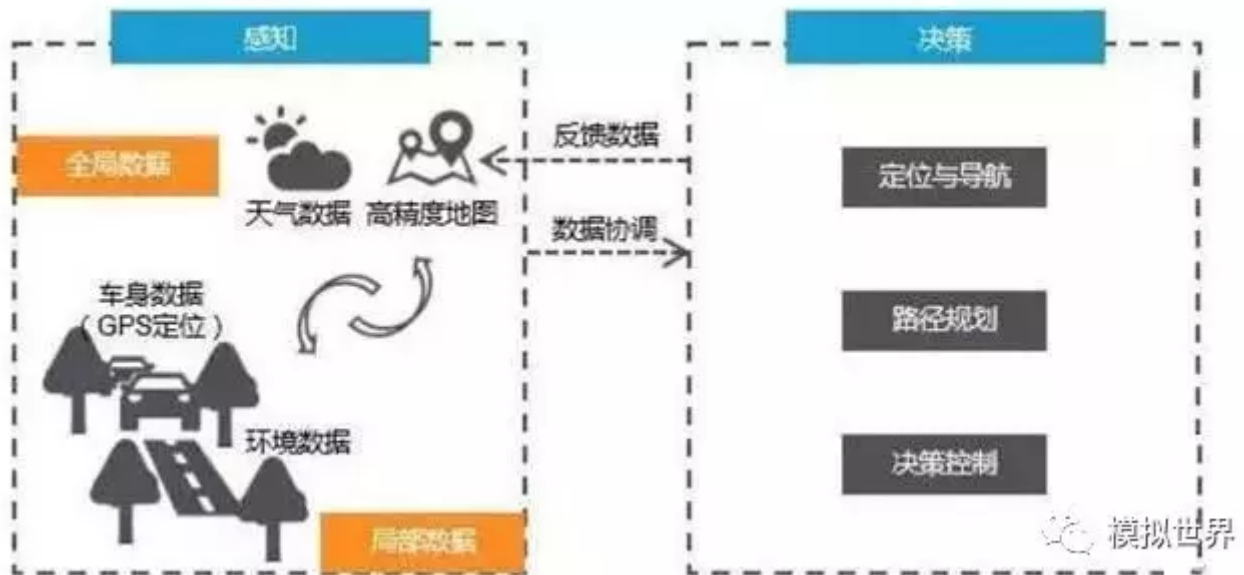 感知
决策
全局数据
天气数据
高精度地图
反馈数据
数据协调
车身数据
（GPS定位）
环境数据
局部数据
定位与导航
路径规划
决策控制
模拟世界